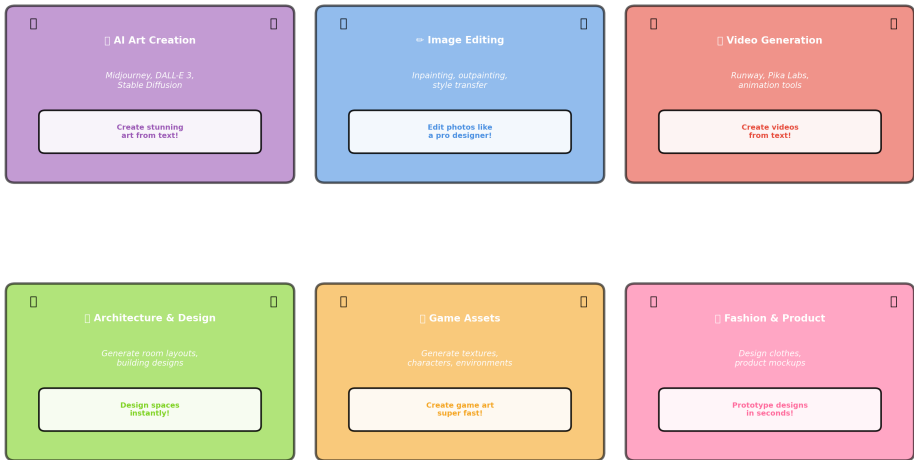 AI Art Creation
Midjourney, DALL-E 3,
Stable Diffusion
Create stunning
art from text!
✏ Image Editing
Inpainting, outpainting,
style transfer
Edit photos like
a pro designer!
Video Generation
Runway, Pika Labs,
animation tools
Create videos
from text!
Architecture & Design
Generate room layouts,
building designs
Design spaces
instantly!
Game Assets
Generate textures,
characters, environments
Create game art
super fast!
Fashion & Product
Design clothes,
product mockups
Prototype designs
in seconds!